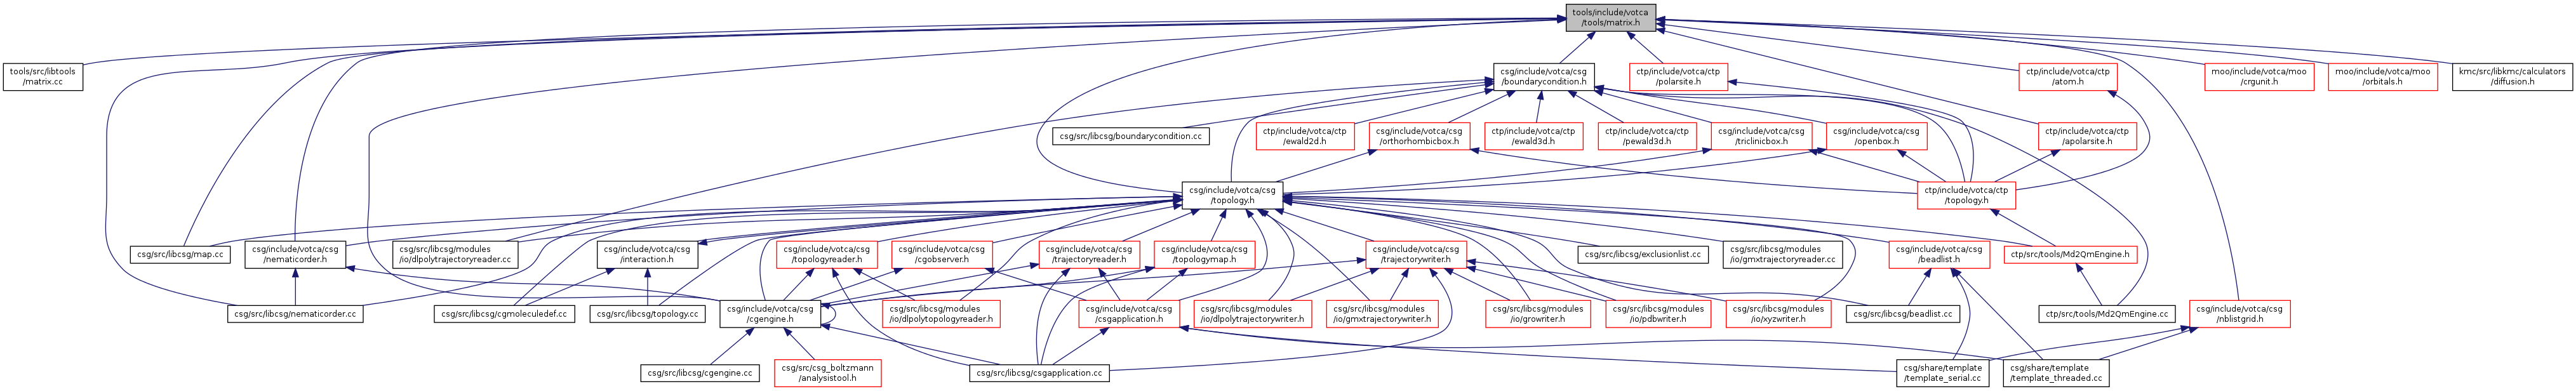 tools/include/votca
/tools/matrix.h
tools/src/libtools
/matrix.cc
csg/include/votca/csg
/boundarycondition.h
ctp/include/votca/ctp
/polarsite.h
ctp/include/votca/ctp
/atom.h
moo/include/votca/moo
/crgunit.h
moo/include/votca/moo
/orbitals.h
kmc/src/libkmc/calculators
/diffusion.h
csg/src/libcsg/boundarycondition.cc
ctp/include/votca/ctp
/ewald2d.h
csg/include/votca/csg
/orthorhombicbox.h
ctp/include/votca/ctp
/ewald3d.h
ctp/include/votca/ctp
/pewald3d.h
csg/include/votca/csg
/triclinicbox.h
csg/include/votca/csg
/openbox.h
ctp/include/votca/ctp
/apolarsite.h
csg/include/votca/csg
/topology.h
ctp/include/votca/ctp
/topology.h
csg/src/libcsg/map.cc
csg/include/votca/csg
/nematicorder.h
csg/src/libcsg/modules
/io/dlpolytrajectoryreader.cc
csg/include/votca/csg
/interaction.h
csg/include/votca/csg
/topologyreader.h
csg/include/votca/csg
/cgobserver.h
csg/include/votca/csg
/trajectoryreader.h
csg/include/votca/csg
/topologymap.h
csg/include/votca/csg
/trajectorywriter.h
csg/src/libcsg/exclusionlist.cc
csg/src/libcsg/modules
/io/gmxtrajectoryreader.cc
csg/include/votca/csg
/beadlist.h
ctp/src/tools/Md2QmEngine.h
csg/src/libcsg/nematicorder.cc
csg/src/libcsg/cgmoleculedef.cc
csg/src/libcsg/topology.cc
csg/include/votca/csg
/cgengine.h
csg/src/libcsg/modules
/io/dlpolytopologyreader.h
csg/include/votca/csg
/csgapplication.h
csg/src/libcsg/modules
/io/dlpolytrajectorywriter.h
csg/src/libcsg/modules
/io/gmxtrajectorywriter.h
csg/src/libcsg/modules
/io/growriter.h
csg/src/libcsg/modules
/io/pdbwriter.h
csg/src/libcsg/modules
/io/xyzwriter.h
csg/src/libcsg/beadlist.cc
ctp/src/tools/Md2QmEngine.cc
csg/include/votca/csg
/nblistgrid.h
csg/src/libcsg/cgengine.cc
csg/src/csg_boltzmann
/analysistool.h
csg/src/libcsg/csgapplication.cc
csg/share/template
/template_serial.cc
csg/share/template
/template_threaded.cc